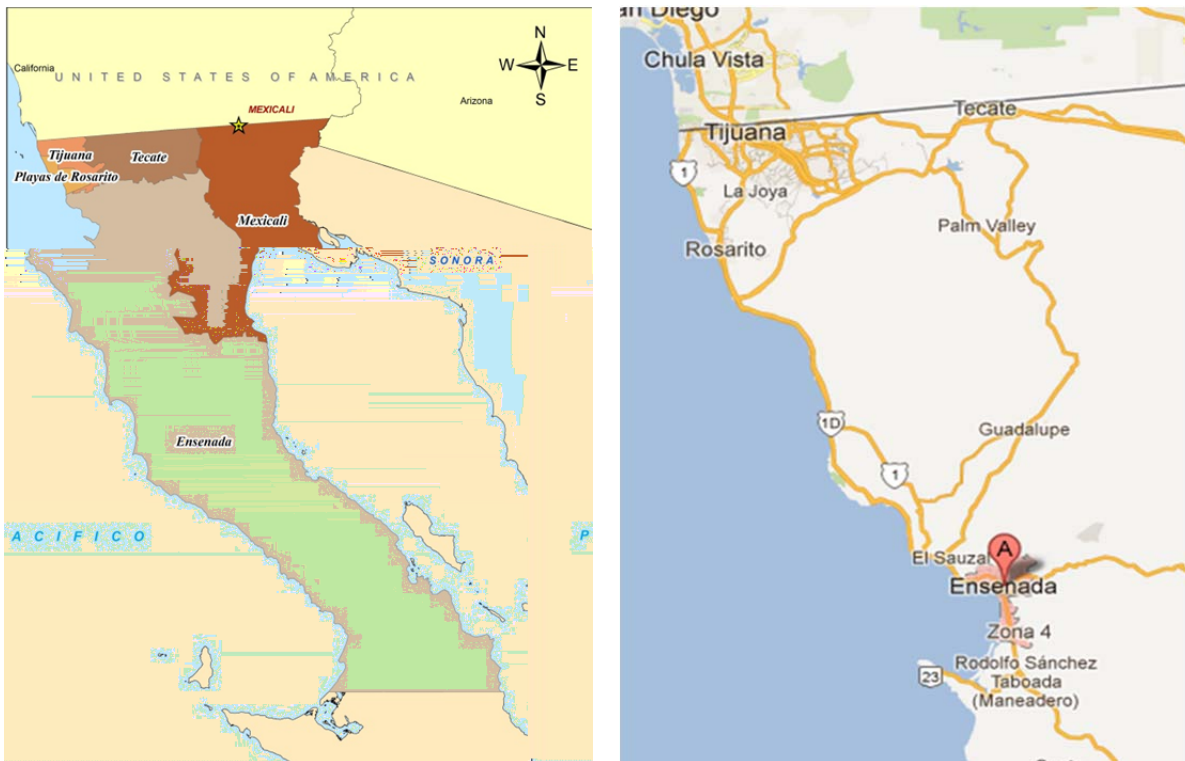 N
W
E
S
California
UNITED STATES OF AMERICA
Arizona
MEXICALI
Tijuana
Tecate
Playas de Rosarito
Mexicali
SONORA
Ensenada
ACIFICO
P
Chula Vista
Tecate
Tijuana
1
La Joya
Palm Valley
Rosarito
1D
Guadalupe
1
A
El Sauzal
Ensenada
Zona 4
Rodolfo Sánchez
Taboada
(Maneadero)
23